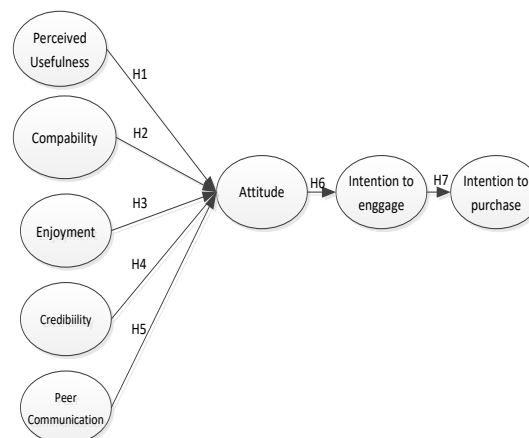 Perceived
Usefulness
H1
Compability
H2
Enjoyment
H3
Credibiility
H4
Peer
Communication
H5
Attitude
H6
Intention to
enggage
H7
Intention to
purchase